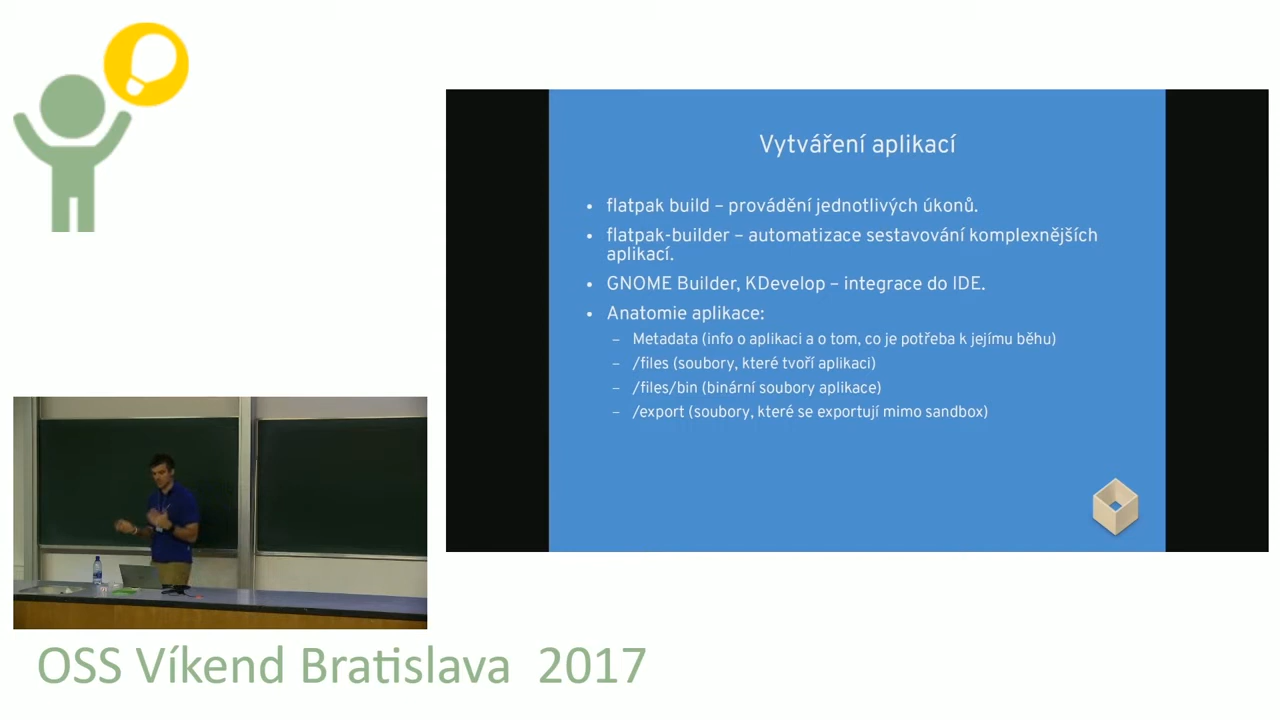 Vytváření aplikací
• flatpak build – provádění jednotlivých úkonů.
• flatpak-builder – automatizace sestavování komplexnějších
aplikací.
• GNOME Builder, KDevelop – integrace do IDE.
• Anatomie aplikace:
– Metadata (info o aplikaci a o tom, co je potřeba k jejímu běhu)
– /files (soubory, které tvoří aplikaci)
– /files/bin (binární soubory aplikace)
– /export (soubory, které se exportují mimo sandbox)
OSS Víkend Bratislava 2017